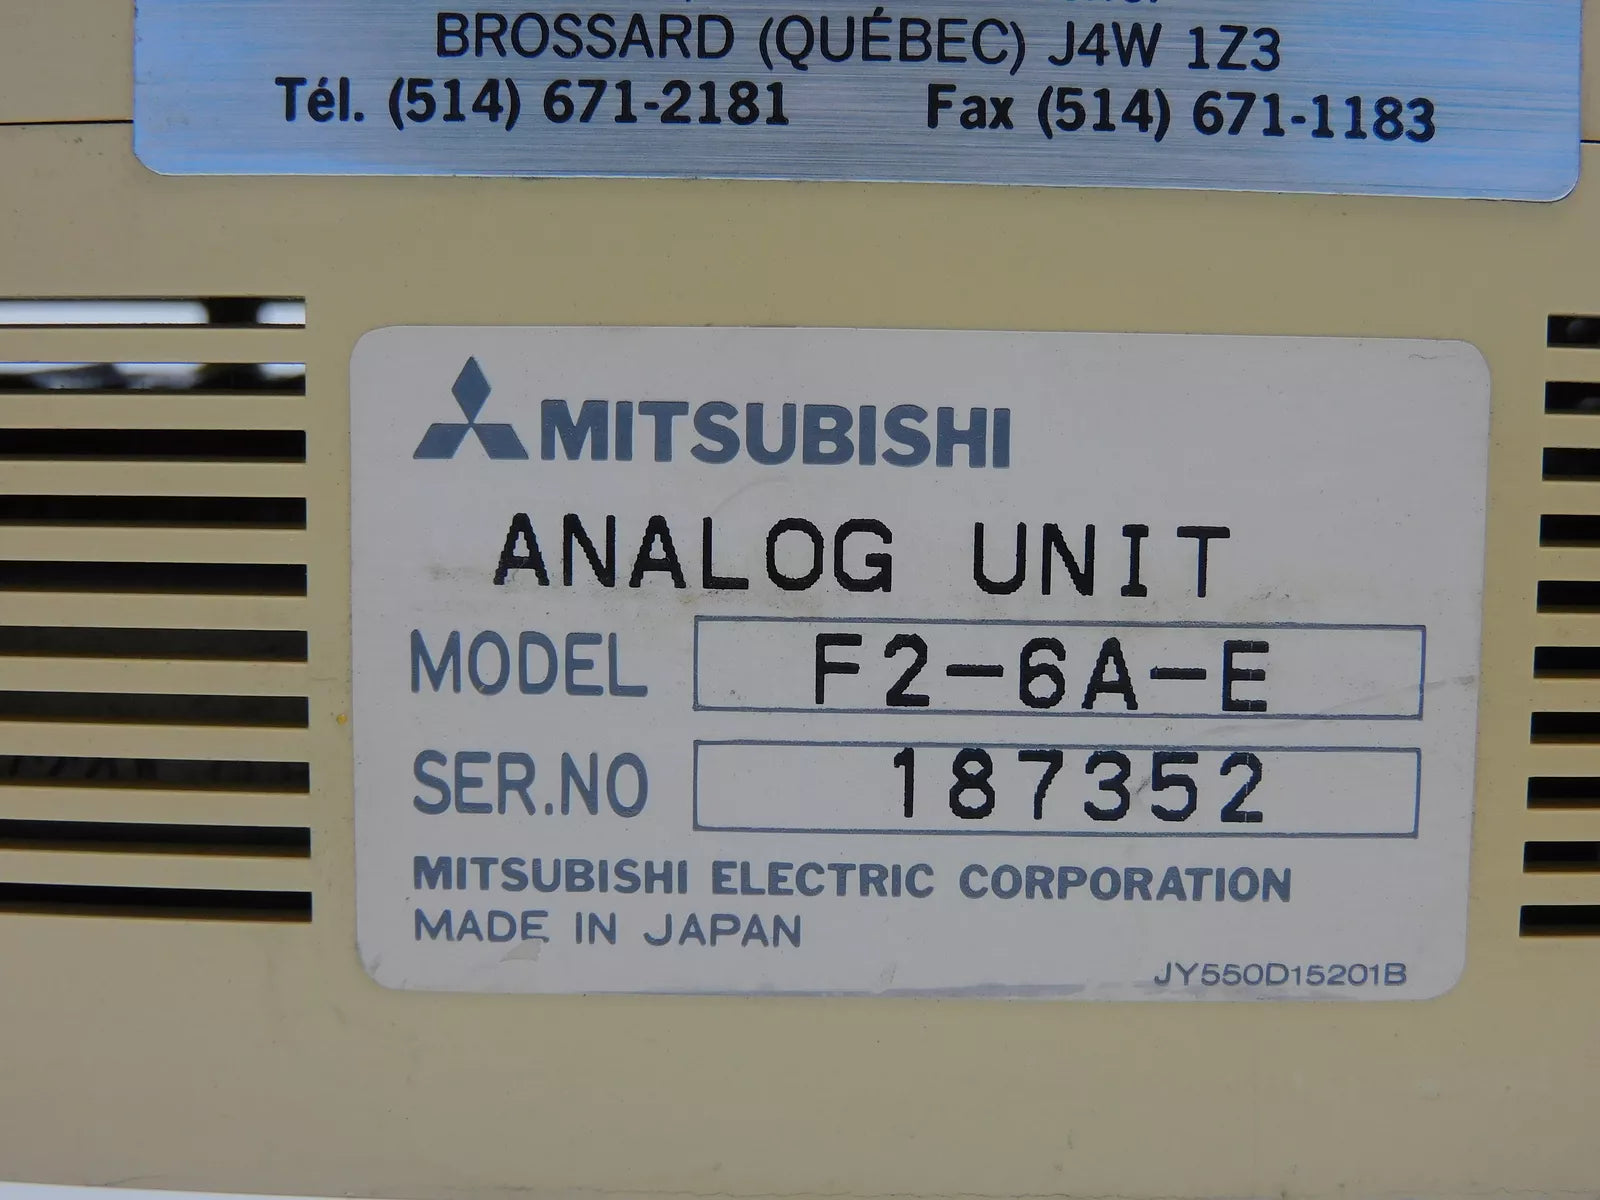 BROSSARD (QUÉBEC) J4W 1Z3
Tél. (514) 671-2181 Fax (514) 671-1183
MITSUBISHI
ANALOG UNIT
MODEL F2-6A-E
SER.NO 187352
MITSUBISHI ELECTRIC CORPORATION
MADE IN JAPAN
JY550D15201B